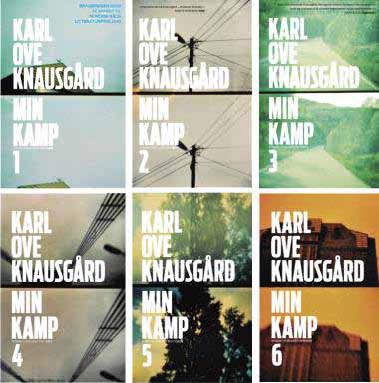 KARL
OVE
KNAUSGÅRD
MIN
KAMP
1
KARL
OVE
KNAUSGÅRD
MIN
KAMP
2
KARL
OVE
KNAUSGÅRD
MIN
KAMP
3
KARL
OVE
KNAUSGÅRD
MIN
KAMP
4
KARL
OVE
KNAUSGÅRD
MIN
KAMP
5
KARL
OVE
KNAUSGÅRD
MIN
KAMP
6